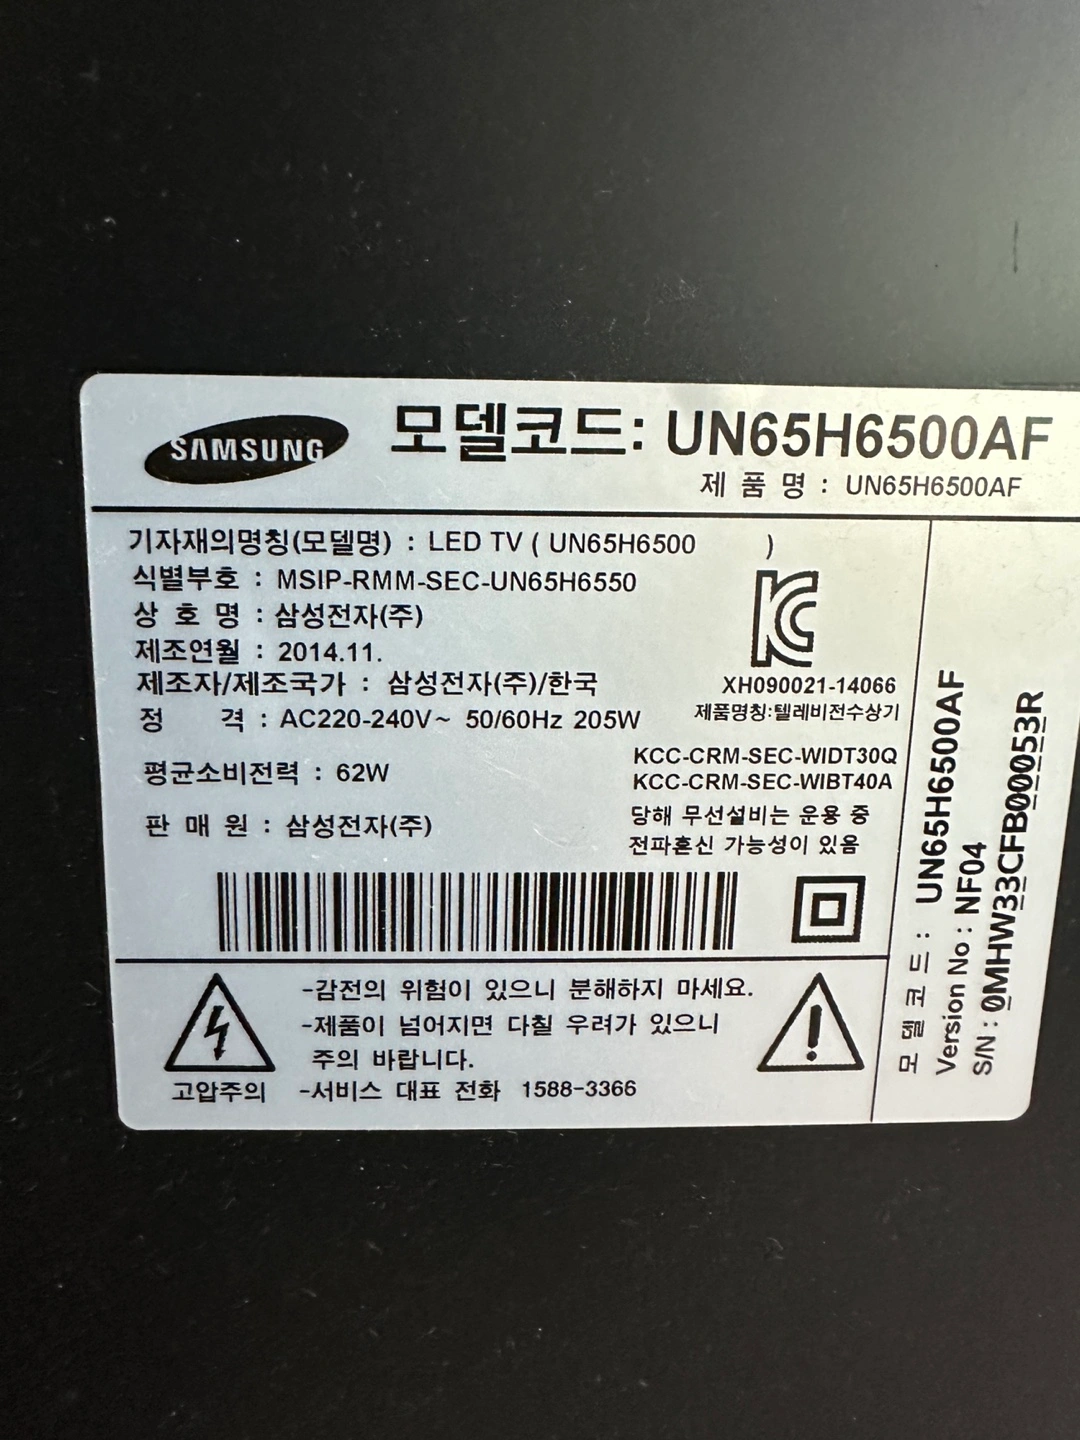 SAMSUNG
모델코드: UN65H6500AF
제 품 명 : UN65H6500AF
기자재의명칭(모델명) : LED TV ( UN65H6500 )
식별부호 : MSIP-RMM-SEC-UN65H6550
상 호 명 : 삼성전자(주)
제조연월 : 2014.11.
제조자/제조국가 : 삼성전자(주)/한국
정 격 : AC220-240V~ 50/60Hz 205W
평균소비전력 : 62W
판 매 원 : 삼성전자(주)
XH090021-14066
제품명칭:텔레비전수상기
KCC-CRM-SEC-WIDT30Q
KCC-CRM-SEC-WIBT40A
당해 무선설비는 운용 중
전파혼신 가능성이 있음
고압주의
-감전의 위험이 있으니 분해하지 마세요.
-제품이 넘어지면 다칠 우려가 있으니
주의 바랍니다.
-서비스 대표 전화 1588-3366
모 델 코 드 : UN65H6500AF
Version No : NF04
S/N : 0MHW33CFB00053R